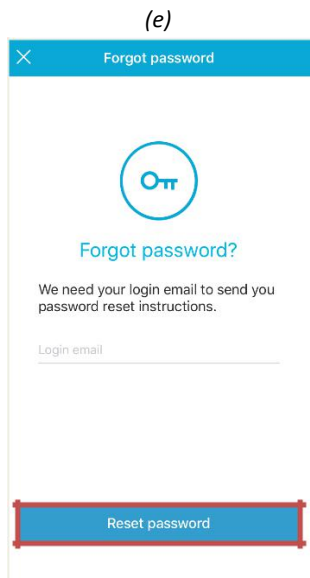 (e)
Forgot password
Forgot password?
We need your login email to send you
password reset instructions.
Login email
Reset password